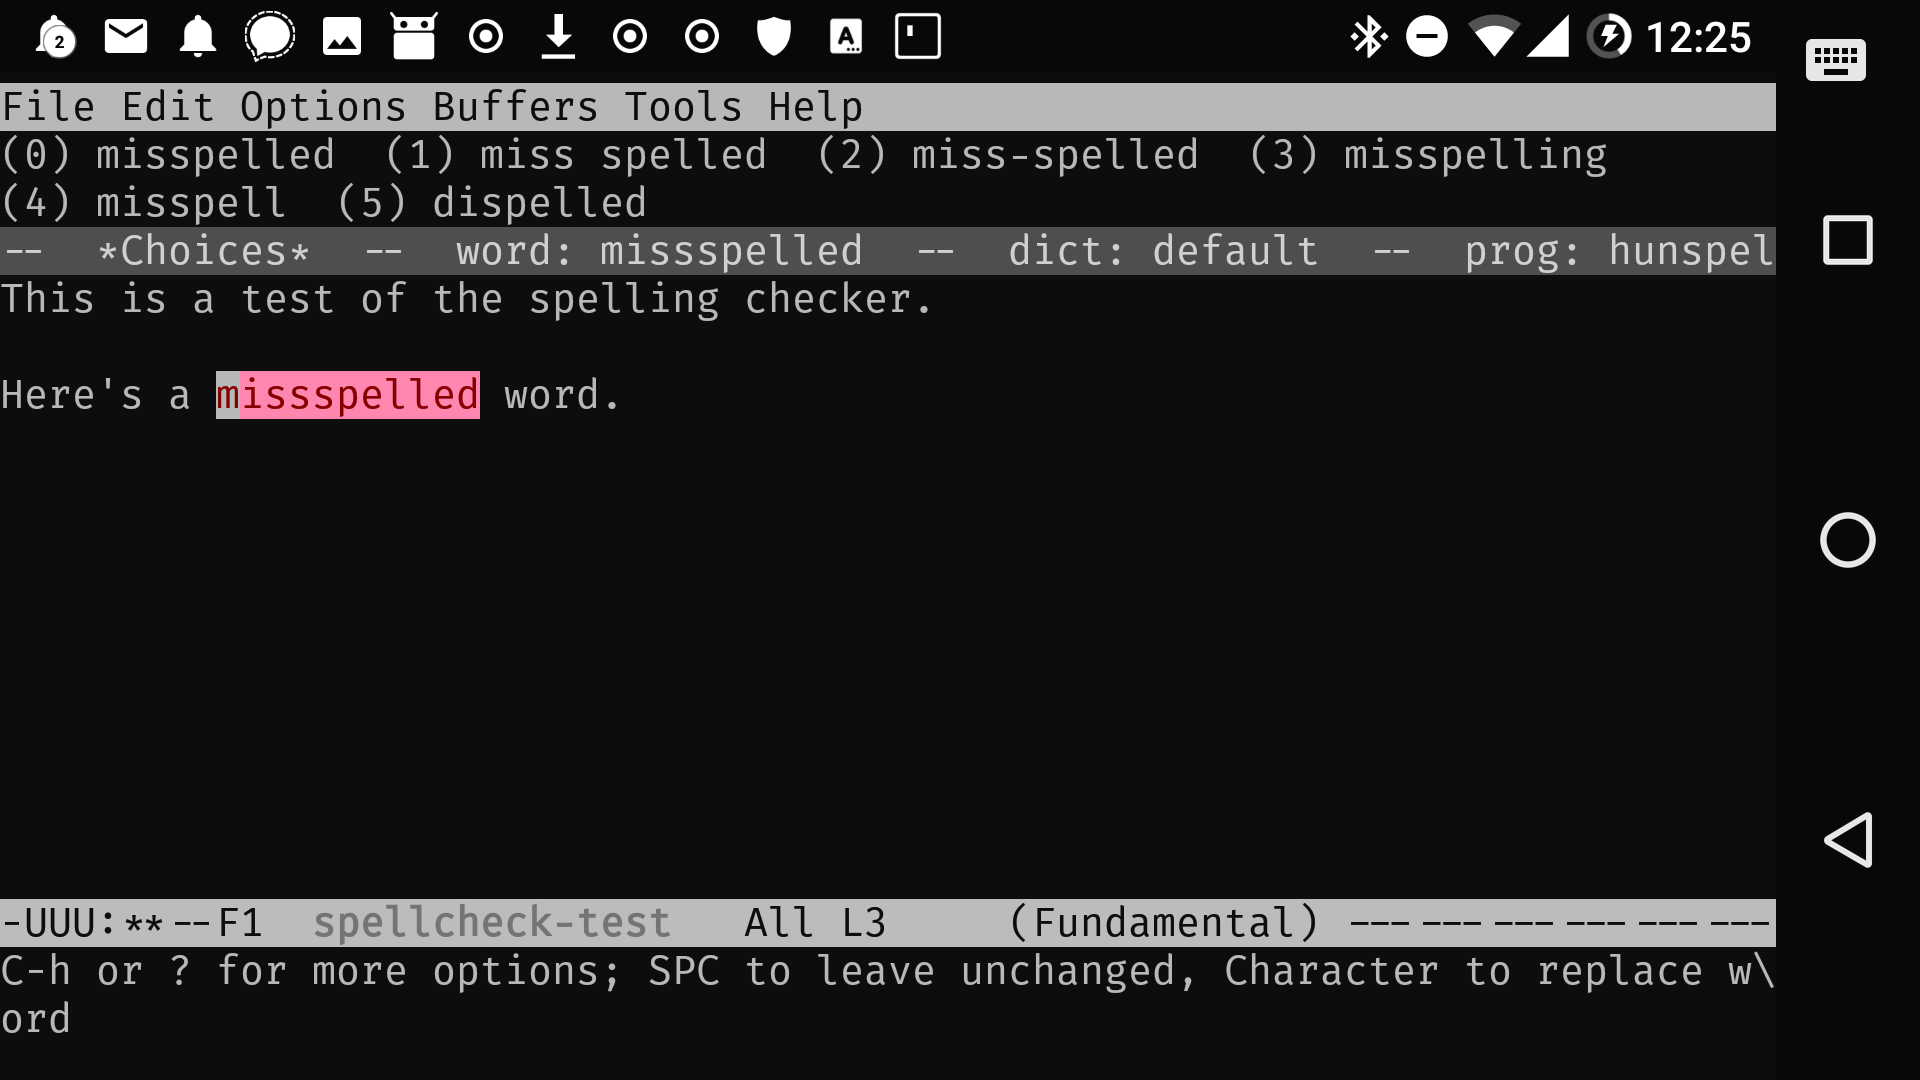 2 A 12:25
File Edit Options Buffers Tools Help
(0) misspelled  (1) miss spelled  (2) miss-spelled  (3) misspelling
(4) misspell  (5) dispelled
--  *Choices*  --  word: missspelled  --  dict: default  --  prog: hunspel
This is a test of the spelling checker.
Here's a missspelled word.
-UUU:**--F1  spellcheck-test   All L3     (Fundamental) ------------------
C-h or ? for more options; SPC to leave unchanged, Character to replace w\
ord